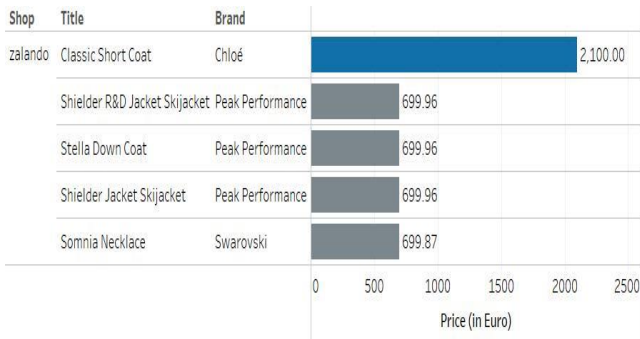 Shop Title Brand
zalando Classic Short Coat Chloé 2,100.00
Shielder R&D Jacket Skijacket Peak Performance 699.96
Stella Down Coat Peak Performance 699.96
Shielder Jacket Skijacket Peak Performance 699.96
Somnia Necklace Swarovski 699.87
0 500 1000 1500 2000 2500
Price (in Euro)